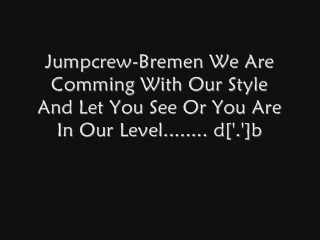 Jumpcrew-Bremen We Are
Comming With Our Style
And Let You See Or You Are
In Our Level........ d['.']b